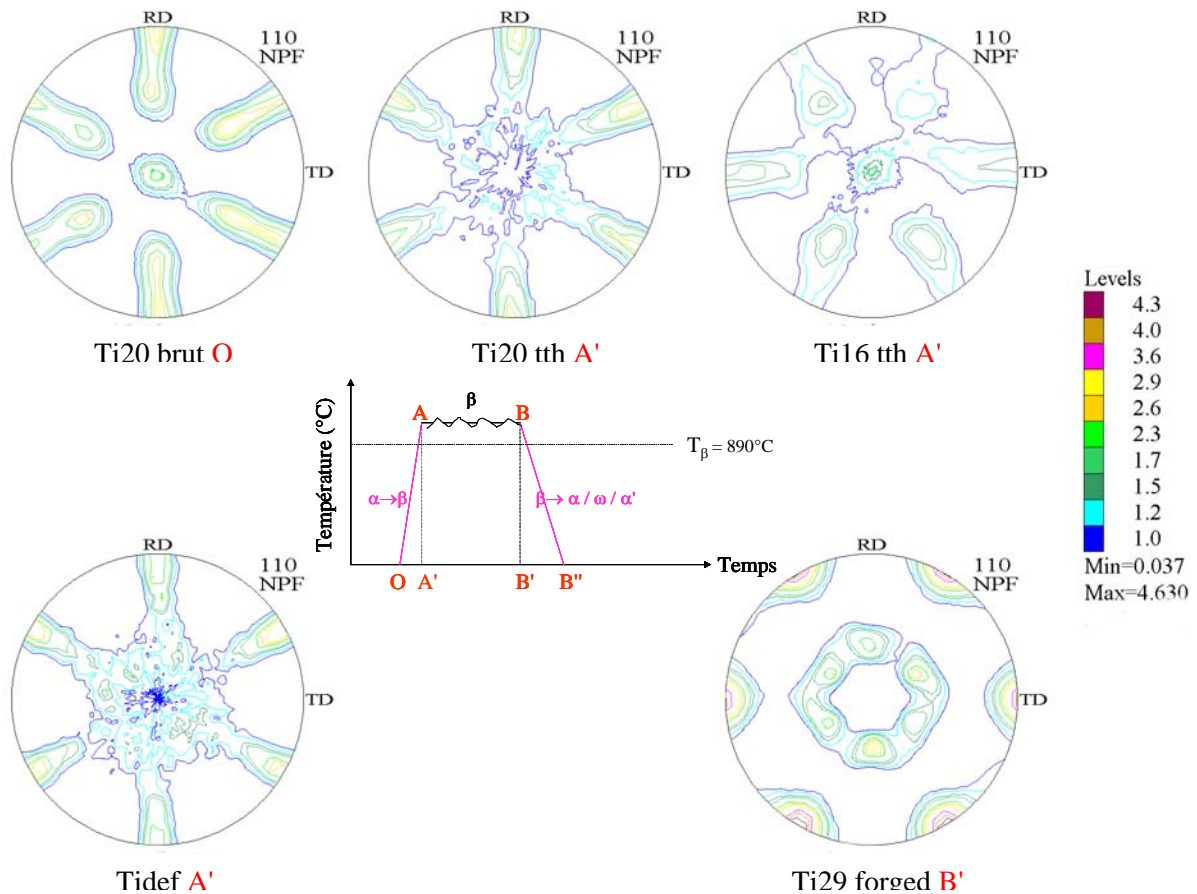 RD
110
NPF
TD
Ti20 brut O
RD
110
NPF
TD
Ti20 tth A'
RD
110
NPF
TD
Ti16 tth A'
Levels
4.3
4.0
3.6
2.9
2.6
2.3
1.7
1.5
1.2
1.0
Min=0.037
Max=4.630
Température (°C)
A
β
B
Tβ = 890°C
α→β
β→ α / ω / α'
O
A'
B'
B"
Temps
RD
110
NPF
TD
Tidef A'
RD
110
NPF
TD
Ti29 forged B'